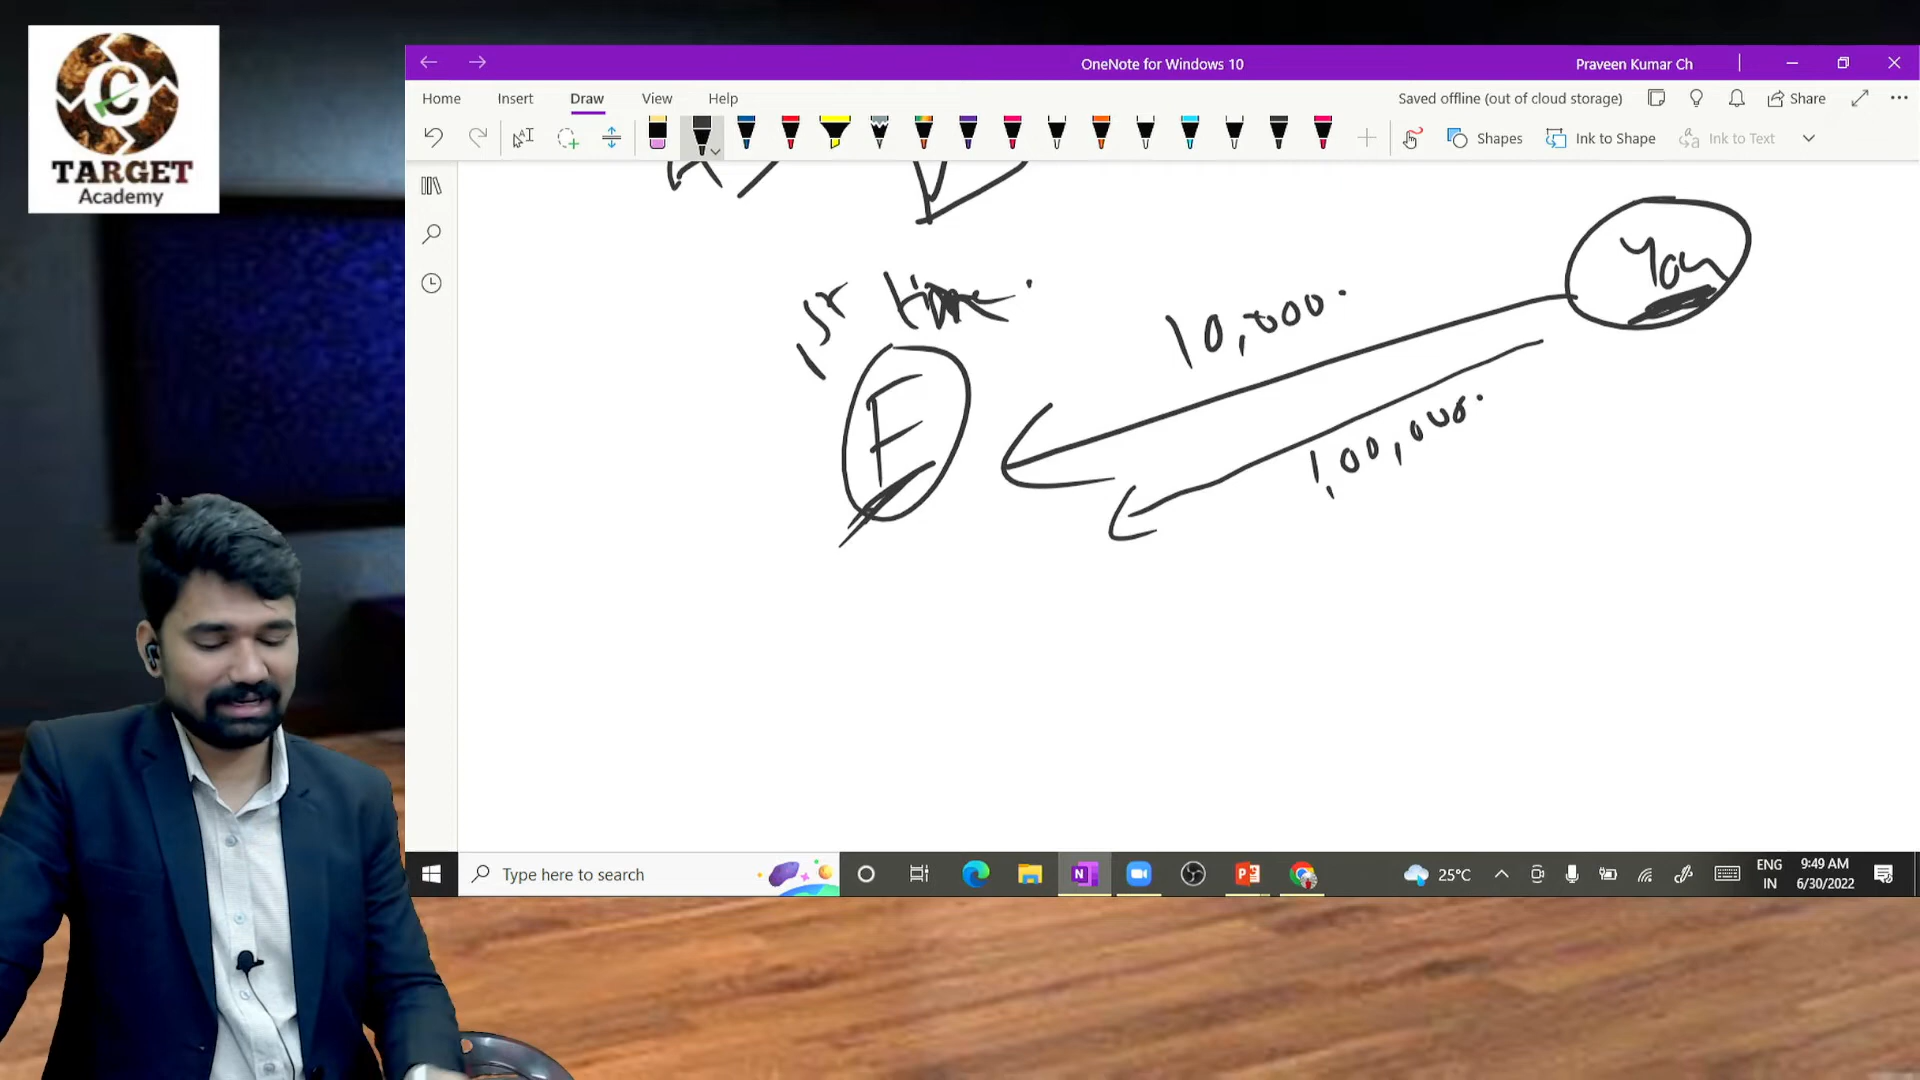 C
TARGET
Academy
OneNote for Windows 10
Praveen Kumar Ch
Home Insert Draw View Help
Saved offline (out of cloud storage)
Share
Shapes
Ink to Shape
Ink to Text
You
1st time.
10,000.
E
1,00,000.
Type here to search
25°C
ENG
IN
9:49 AM
6/30/2022